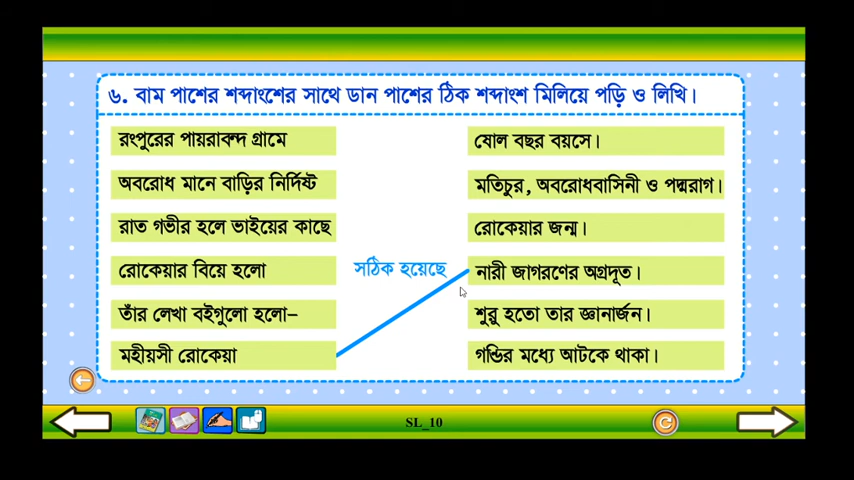 ৬. বাম পাশের শব্দাংশের সাথে ডান পাশের ঠিক শব্দাংশ মিলিয়ে পড়ি ও লিখি।
রংপুরের পায়রাবন্দ গ্রামে
ষোল বছর বয়সে।
অবরোধ মানে বাড়ির নির্দিষ্ট
মতিচুর, অবরোধবাসিনী ও পদ্মরাগ।
রাত গভীর হলে ভাইয়ের কাছে
রোকেয়ার জন্ম।
রোকেয়ার বিয়ে হলো
সঠিক হয়েছে
নারী জাগরণের অগ্রদূত।
তাঁর লেখা বইগুলো হলো–
শুরু হতো তার জ্ঞানার্জন।
মহীয়সী রোকেয়া
গণ্ডির মধ্যে আটকে থাকা।
SL_10